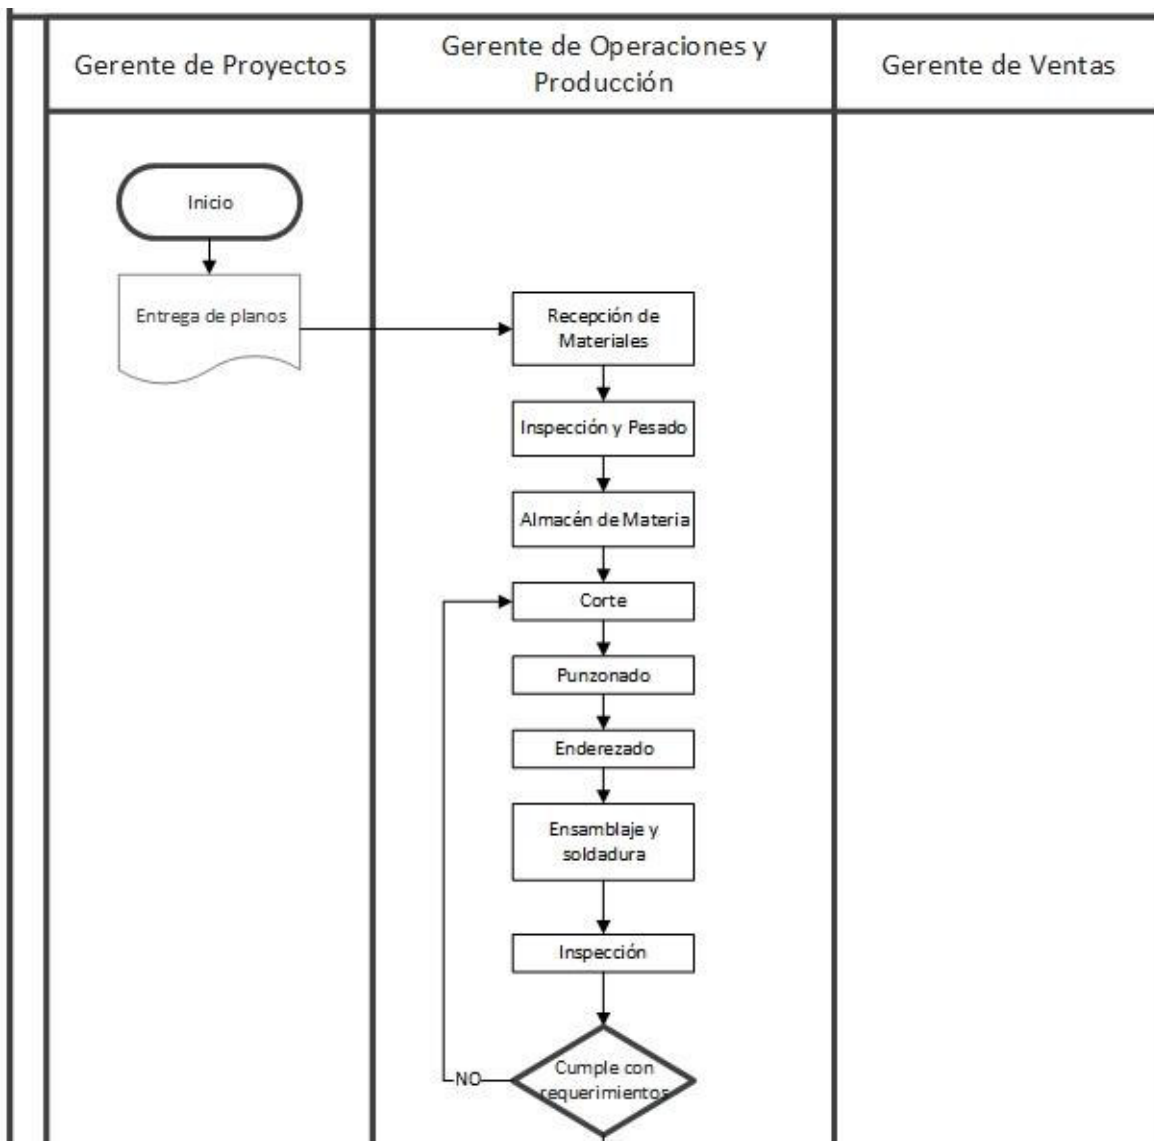 Gerente de Proyectos
Gerente de Operaciones y
Producción
Gerente de Ventas
Inicio
Entrega de planos
Recepción de
Materiales
Inspección y Pesado
Almacén de Materia
Corte
Punzonado
Enderezado
Ensamblaje y
soldadura
Inspección
Cumple con
requerimientos
NO